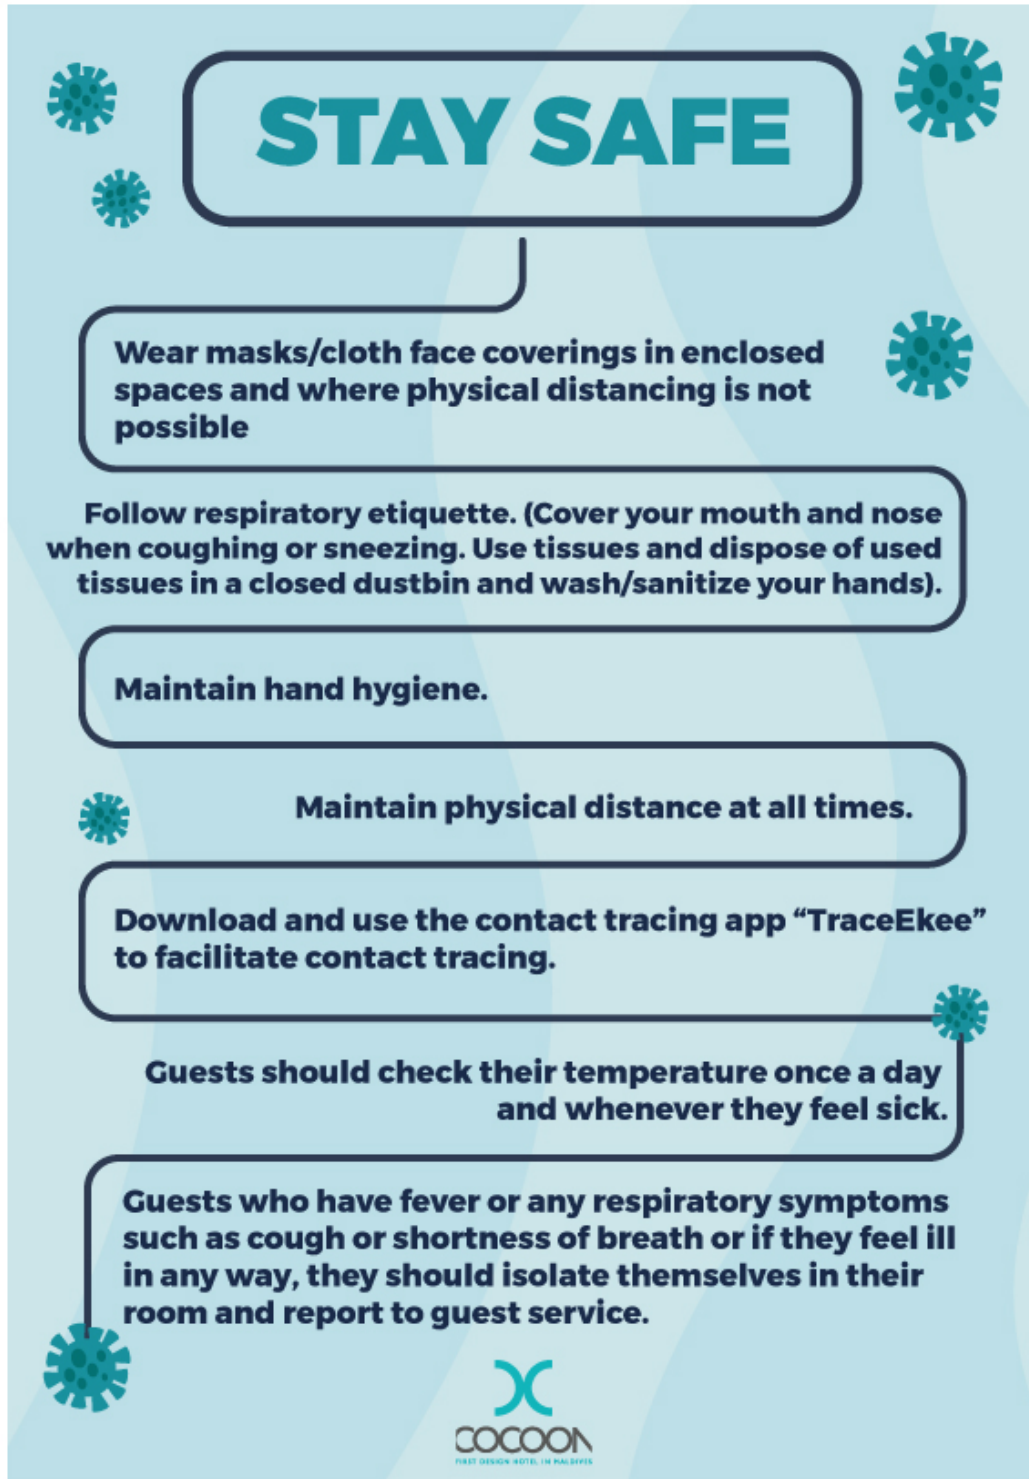 STAY SAFE
Wear masks/cloth face coverings in enclosed
spaces and where physical distancing is not
possible
Follow respiratory etiquette. (Cover your mouth and nose
when coughing or sneezing. Use tissues and dispose of used
tissues in a closed dustbin and wash/sanitize your hands).
Maintain hand hygiene.
Maintain physical distance at all times.
Download and use the contact tracing app “TraceEkee”
to facilitate contact tracing.
Guests should check their temperature once a day
and whenever they feel sick.
Guests who have fever or any respiratory symptoms
such as cough or shortness of breath or if they feel ill
in any way, they should isolate themselves in their
room and report to guest service.
COCOON
FIRST DESIGN HOTEL IN MALDIVES